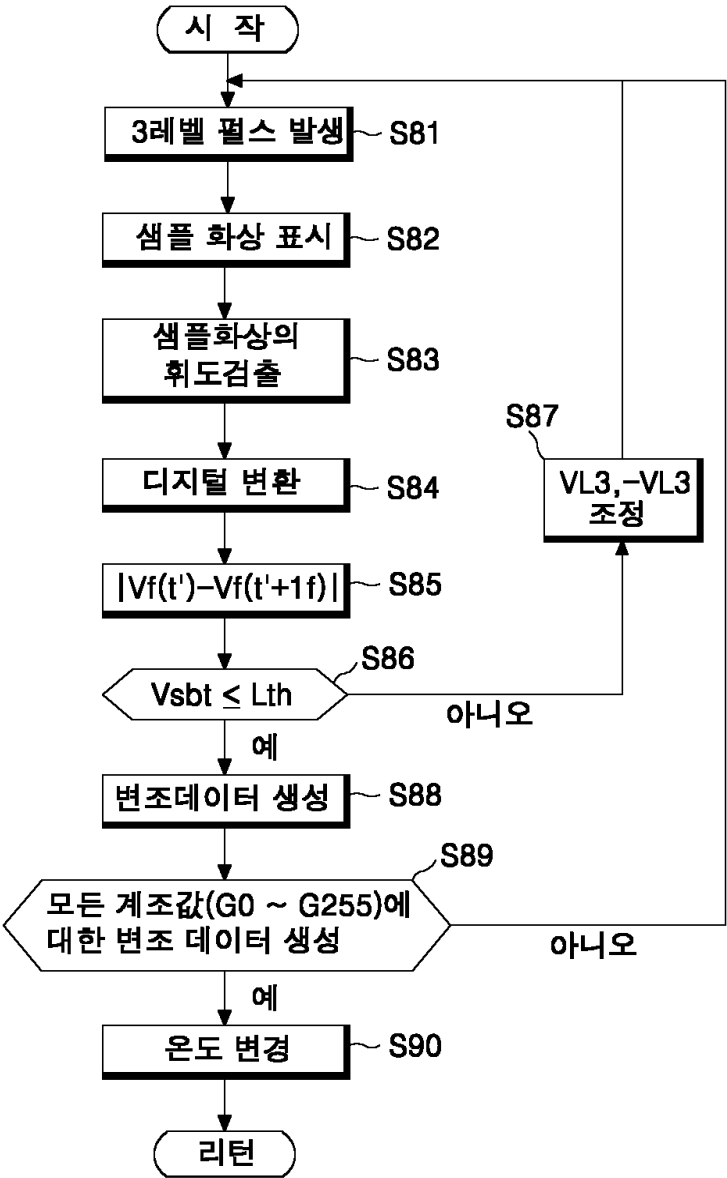 시 작
3레벨 펄스 발생
S81
샘플 화상 표시
S82
샘플화상의
휘도검출
S83
디지털 변환
S84
|Vf(t')-Vf(t'+1f)|
S85
S86
Vsbt ≤ Lth
아니오
예
S87
VL3,-VL3
조정
변조데이터 생성
S88
S89
모든 계조값(G0 ~ G255)에
대한 변조 데이터 생성
아니오
예
온도 변경
S90
리턴